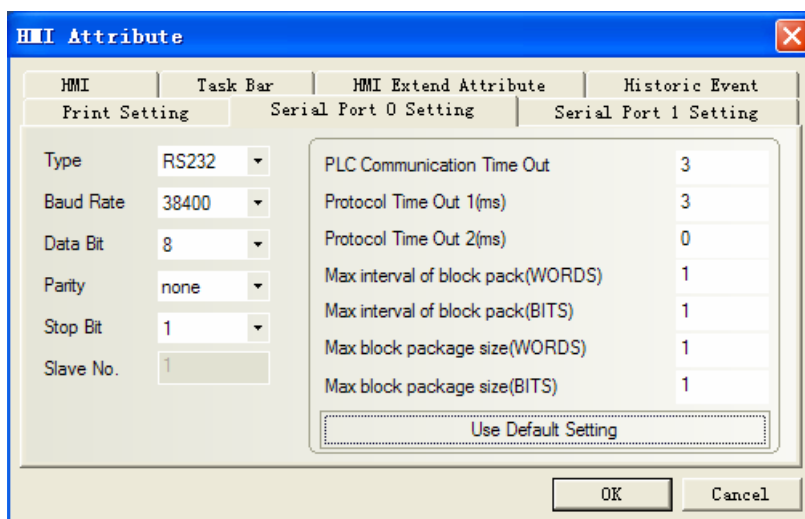 HMI Attribute
HMI Task Bar HMI Extend Attribute Historic Event
Print Setting Serial Port 0 Setting Serial Port 1 Setting
Type RS232
Baud Rate 38400
Data Bit 8
Parity none
Stop Bit 1
Slave No. 1
PLC Communication Time Out 3
Protocol Time Out 1(ms) 3
Protocol Time Out 2(ms) 0
Max interval of block pack(WORDS) 1
Max interval of block pack(BITS) 1
Max block package size(WORDS) 1
Max block package size(BITS) 1
Use Default Setting
OK Cancel